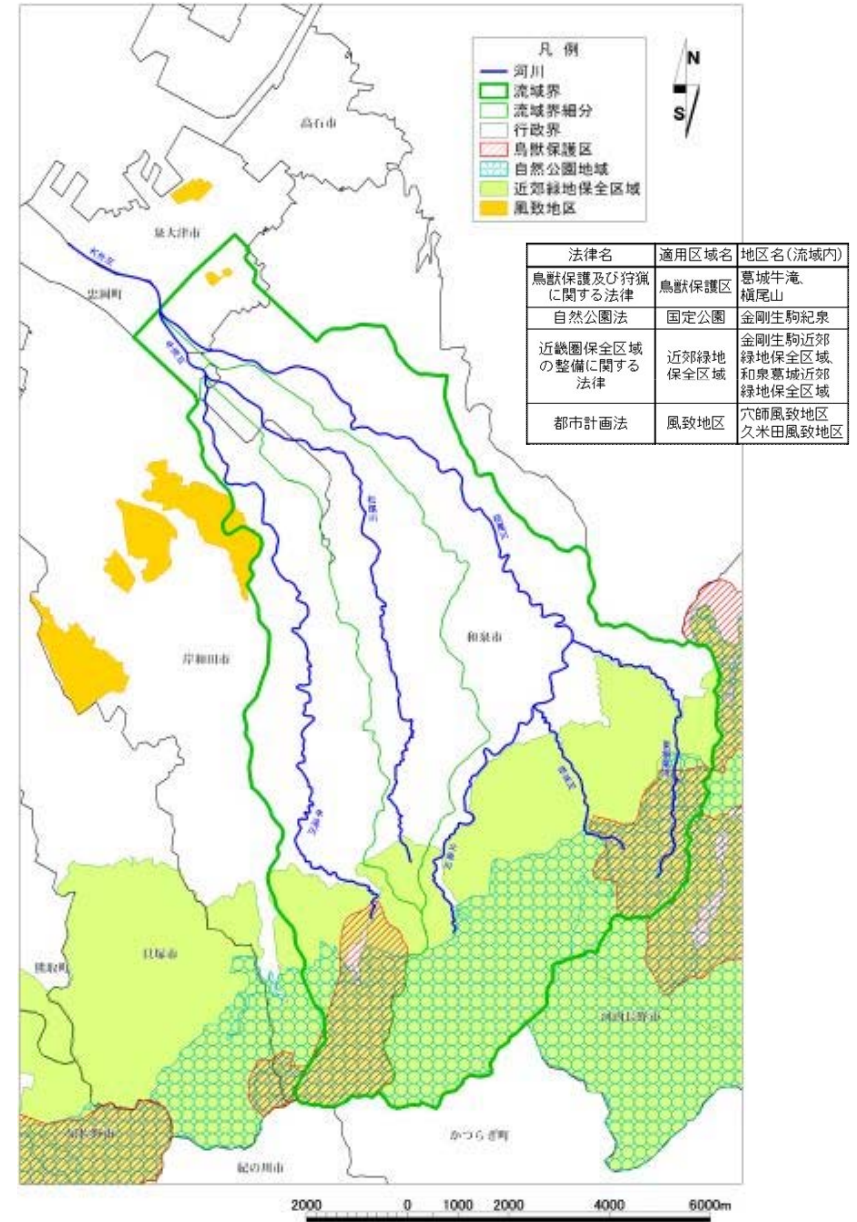 凡 例
河川
流域界
流域界細分
行政界
鳥獣保護区
自然公園地域
近郊緑地保全区域
風致地区
N
S
法律名 適用区域名 地区名(流域内)
鳥獣保護及び狩猟
に関する法律
鳥獣保護区
葛城牛滝、
槇尾山
自然公園法 国定公園 金剛生駒紀泉
近畿圏保全区域
の整備に関する
法律
近郊緑地
保全区域
金剛生駒近郊
緑地保全区域、
和泉葛城近郊
緑地保全区域
都市計画法 風致地区
穴師風致地区
久米田風致地区
高石市
泉大津市
忠岡町
松尾川
和泉市
岸和田市
牛滝川
貝塚市
熊取町
河内長野市
かつらぎ町
紀の川市
2000 0 1000 2000 4000 6000m